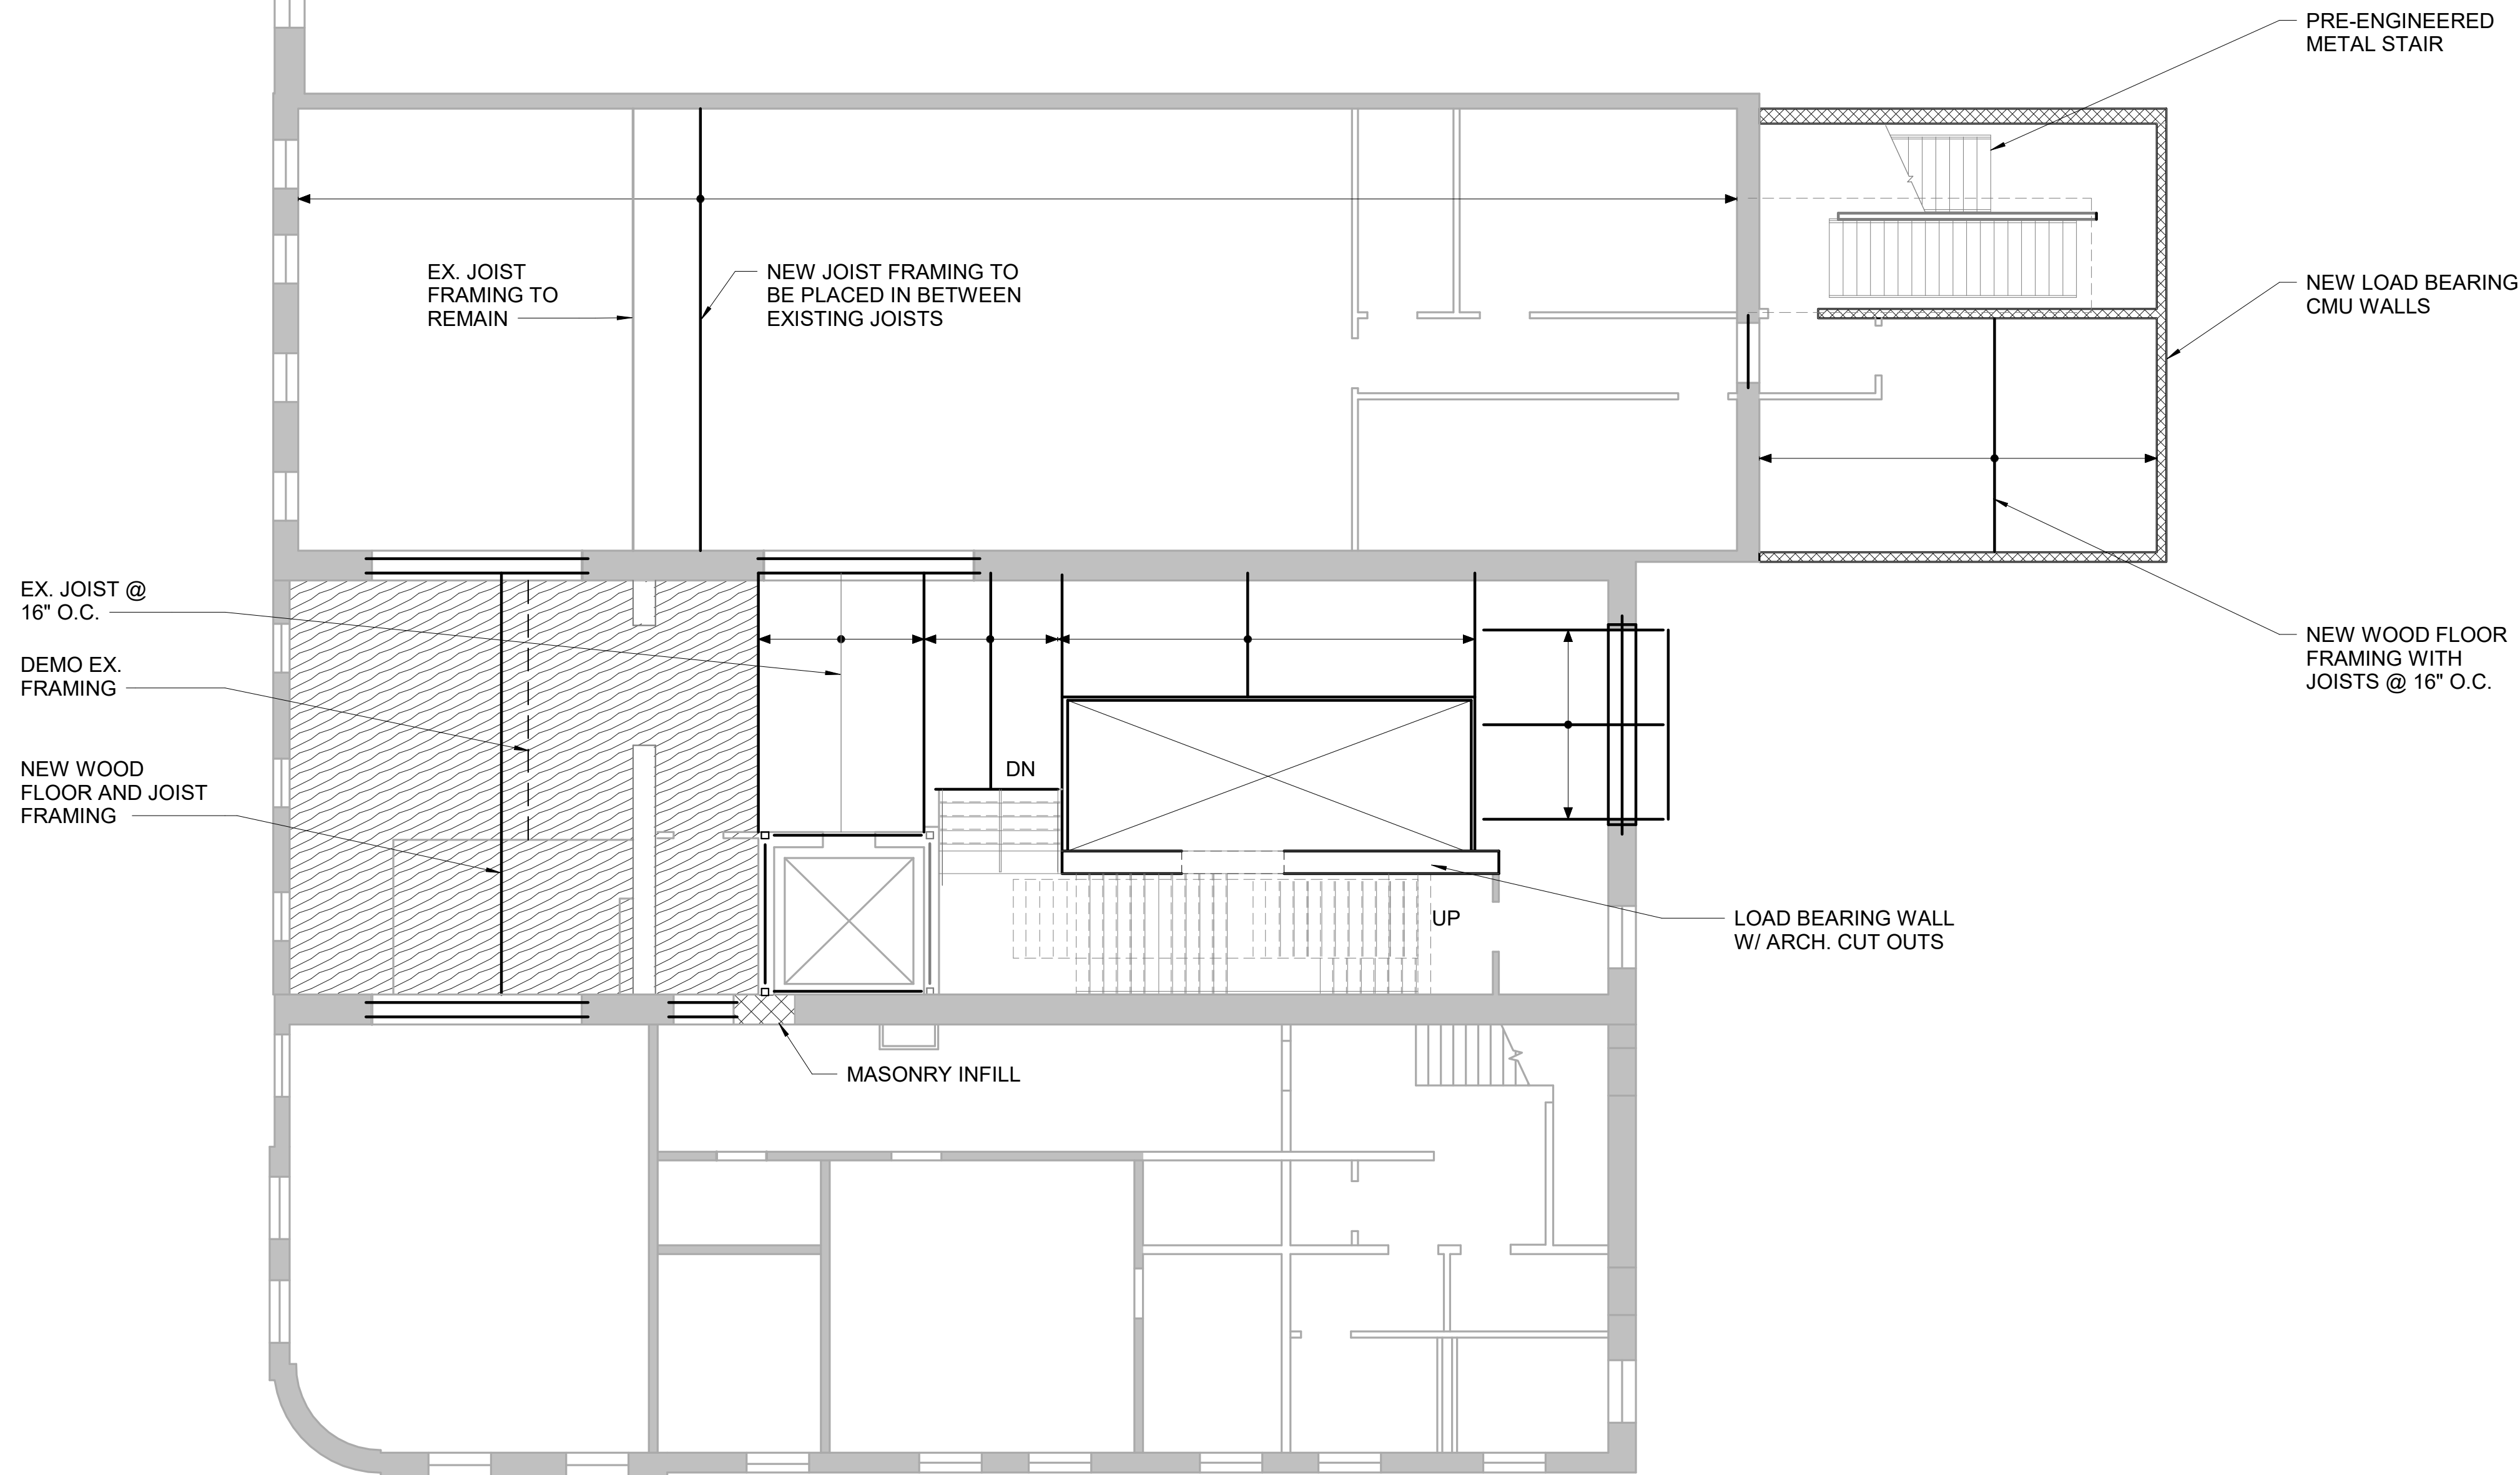 PRE-ENGINEERED
METAL STAIR
EX. JOIST
FRAMING TO
REMAIN
NEW JOIST FRAMING TO
BE PLACED IN BETWEEN
EXISTING JOISTS
NEW LOAD BEARING
CMU WALLS
EX. JOIST @
16" O.C.
DEMO EX.
FRAMING
NEW WOOD
FLOOR AND JOIST
FRAMING
NEW WOOD FLOOR
FRAMING WITH
JOISTS @ 16" O.C.
DN
UP
LOAD BEARING WALL
W/ ARCH. CUT OUTS
MASONRY INFILL